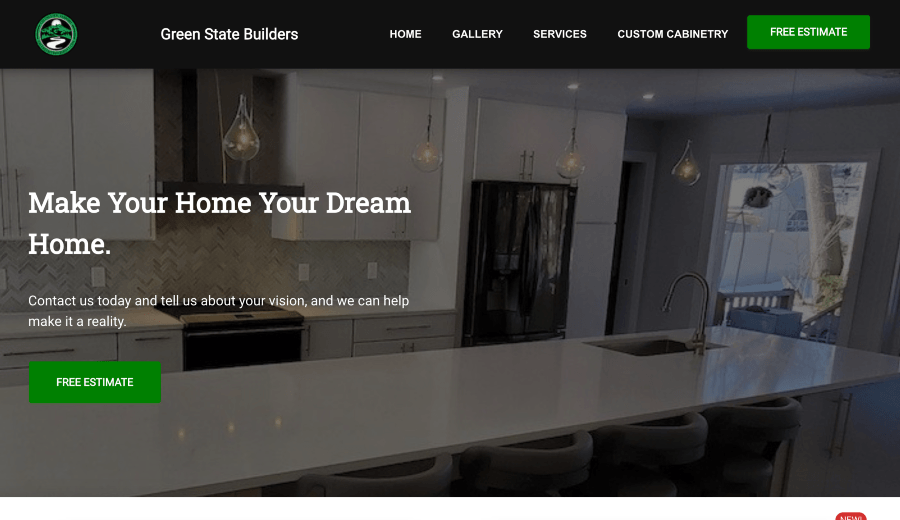 Green State Builders
HOME
GALLERY
SERVICES
CUSTOM CABINETRY
FREE ESTIMATE
Make Your Home Your Dream
Home.
Contact us today and tell us about your vision, and we can help
make it a reality.
FREE ESTIMATE
NEW!